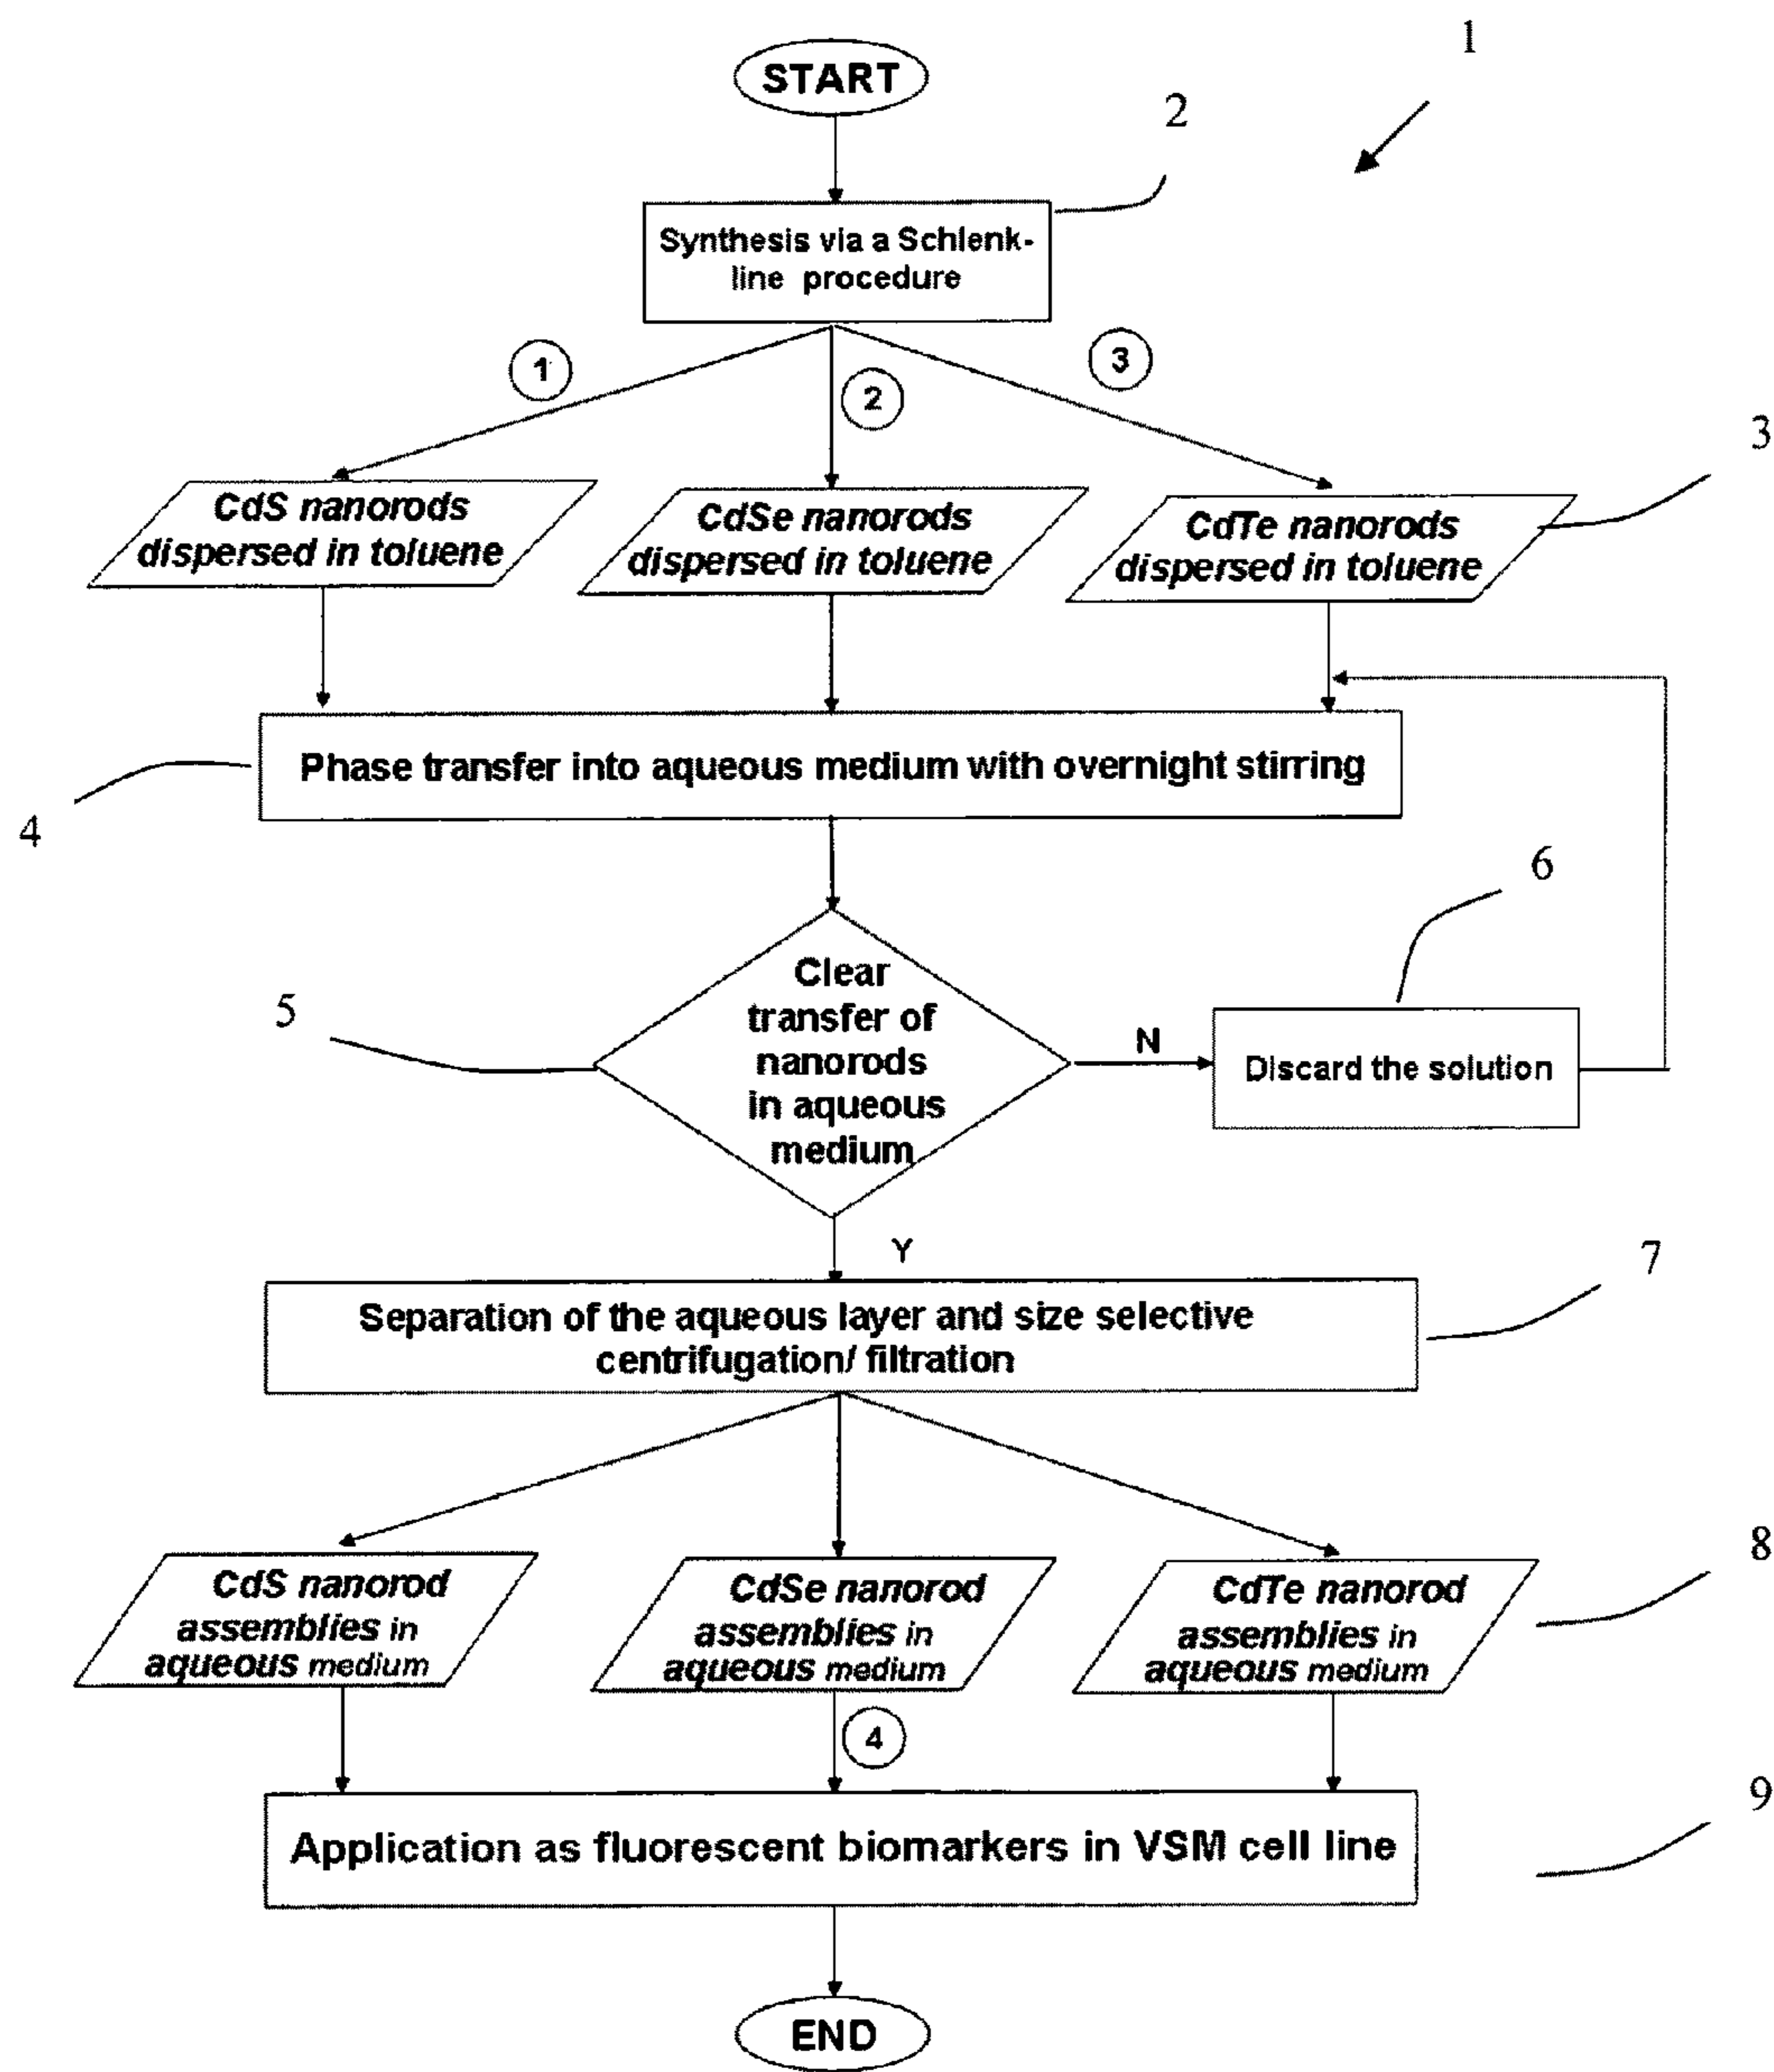 1
START
2
Synthesis via a Schlenk-
line procedure
1
2
3
3
CdS nanorods
dispersed in toluene
CdSe nanorods
dispersed in toluene
CdTe nanorods
dispersed in toluene
Phase transfer into aqueous medium with overnight stirring
4
6
Clear
transfer of
nanorods
in aqueous
medium
5
N
Discard the solution
Y
7
Separation of the aqueous layer and size selective
centrifugation/ filtration
8
CdS nanorod
assemblies in
aqueous medium
CdSe nanorod
assemblies in
aqueous medium
CdTe nanorod
assemblies in
aqueous medium
4
9
Application as fluorescent biomarkers in VSM cell line
END